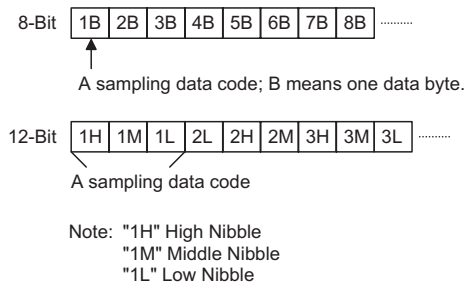 8-Bit 1B 2B 3B 4B 5B 6B 7B 8B
A sampling data code; B means one data byte.
12-Bit 1H 1M 1L 2L 2H 2M 3H 3M 3L
A sampling data code
Note: "1H" High Nibble
"1M" Middle Nibble
"1L" Low Nibble